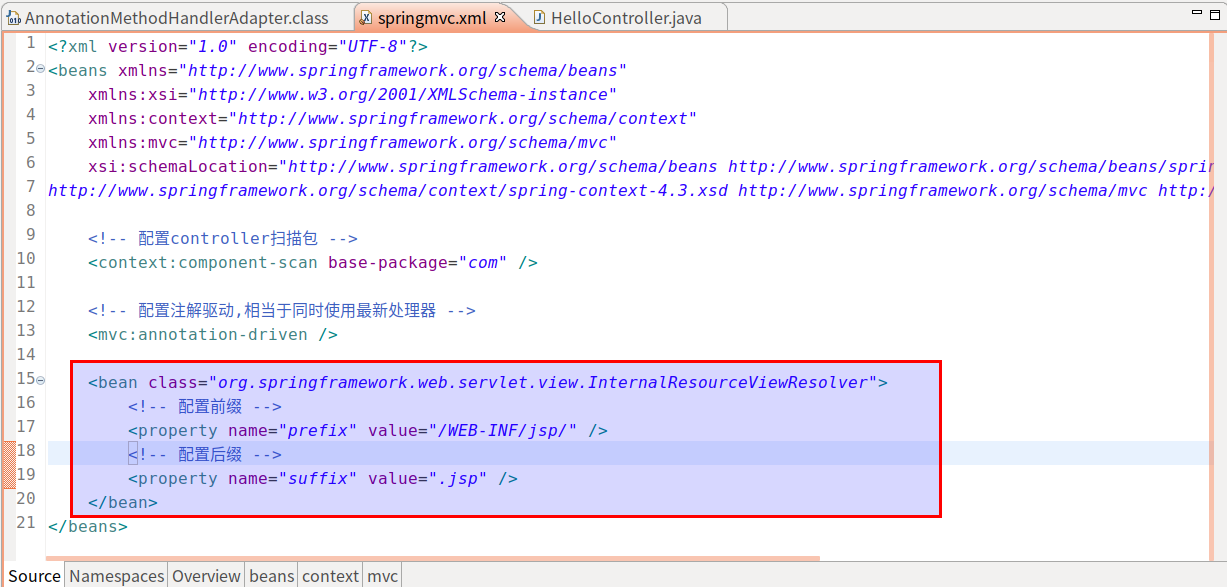 AnnotationMethodHandlerAdapter.class springmvc.xml HelloController.java
1 <?xml version="1.0" encoding="UTF-8"?>
2 <beans xmlns="http://www.springframework.org/schema/beans"
3 xmlns:xsi="http://www.w3.org/2001/XMLSchema-instance"
4 xmlns:context="http://www.springframework.org/schema/context"
5 xmlns:mvc="http://www.springframework.org/schema/mvc"
6 xsi:schemaLocation="http://www.springframework.org/schema/beans http://www.springframework.org/schema/beans/sprin
7 http://www.springframework.org/schema/context/spring-context-4.3.xsd http://www.springframework.org/schema/mvc http:/
8
9 <!-- 配置controller扫描包 -->
10 <context:component-scan base-package="com" />
11
12 <!-- 配置注解驱动,相当于同时使用最新处理器 -->
13 <mvc:annotation-driven />
14
15 <bean class="org.springframework.web.servlet.view.InternalResourceViewResolver">
16 <!-- 配置前缀 -->
17 <property name="prefix" value="/WEB-INF/jsp/" />
18 <!-- 配置后缀 -->
19 <property name="suffix" value=".jsp" />
20 </bean>
21 </beans>
Source Namespaces Overview beans context mvc